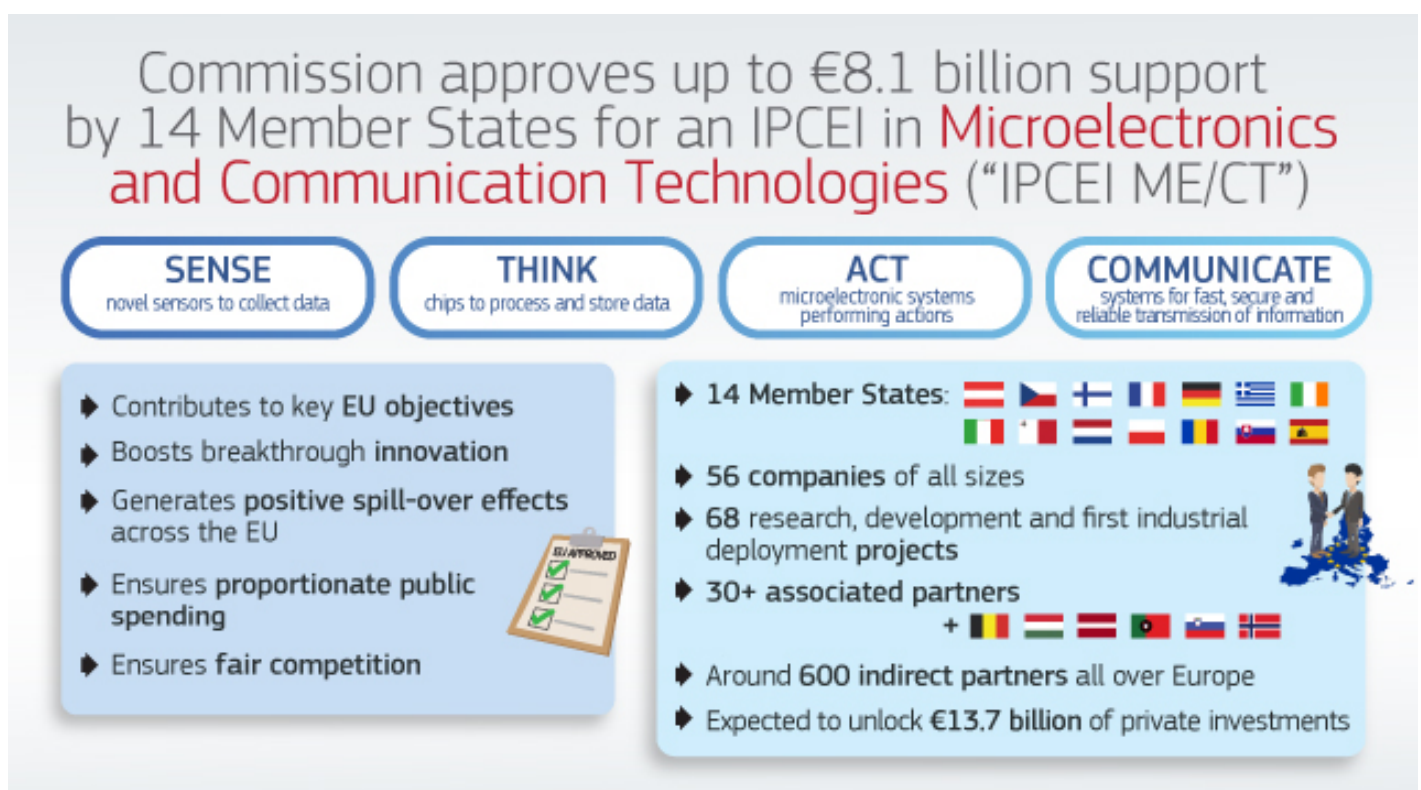 Commission approves up to €8.1 billion support
by 14 Member States for an IPCEI in Microelectronics
and Communication Technologies (“IPCEI ME/CT”)
SENSE
novel sensors to collect data
THINK
chips to process and store data
ACT
microelectronic systems
performing actions
COMMUNICATE
systems for fast, secure and
reliable transmission of information
Contributes to key EU objectives
Boosts breakthrough innovation
Generates positive spill-over effects
across the EU
Ensures proportionate public
spending
Ensures fair competition
EU APPROVED
14 Member States:
56 companies of all sizes
68 research, development and first industrial
deployment projects
30+ associated partners
+
Around 600 indirect partners all over Europe
Expected to unlock €13.7 billion of private investments